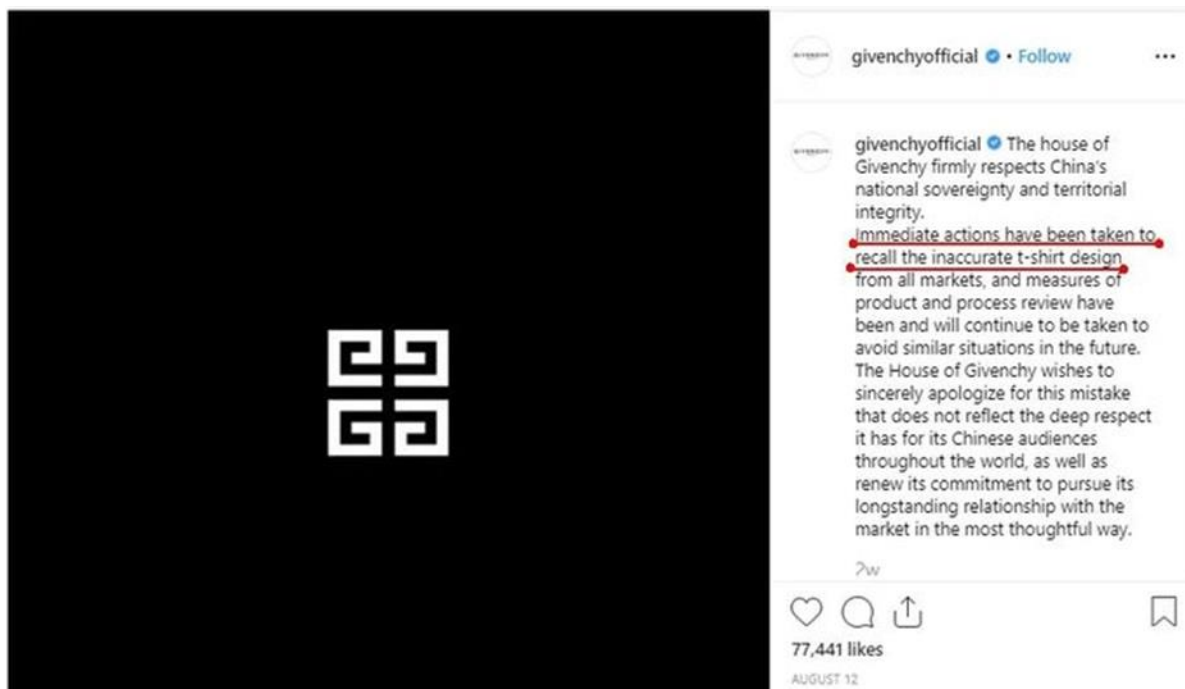 givenchyofficial • Follow
givenchyofficial The house of
Givenchy firmly respects China's
national sovereignty and territorial
integrity.
Immediate actions have been taken to
recall the inaccurate t-shirt design
from all markets, and measures of
product and process review have
been and will continue to be taken to
avoid similar situations in the future.
The House of Givenchy wishes to
sincerely apologize for this mistake
that does not reflect the deep respect
it has for its Chinese audiences
throughout the world, as well as
renew its commitment to pursue its
longstanding relationship with the
market in the most thoughtful way.
2w
77,441 likes
AUGUST 12